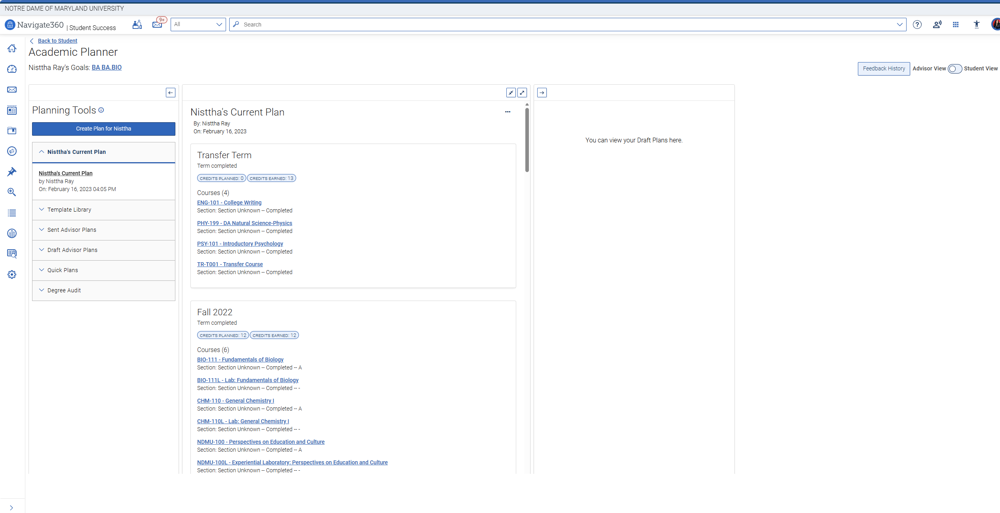 NOTRE DAME OF MARYLAND UNIVERSITY
Navigate360 | Student Success
9+
All
Search
Back to Student
Academic Planner
Nisttha Ray's Goals: BA BA.BIO
Feedback History
Advisor View
Student View
Planning Tools
Create Plan for Nisttha
Nisttha's Current Plan
Nisttha's Current Plan
by Nisttha Ray
On: February 16, 2023 04:05 PM
Template Library
Sent Advisor Plans
Draft Advisor Plans
Quick Plans
Degree Audit
Nisttha's Current Plan
By: Nisttha Ray
On: February 16, 2023
Transfer Term
Term completed
CREDITS PLANNED: 0
CREDITS EARNED: 13
Courses (4)
ENG-101 - College Writing
Section: Section Unknown -- Completed
PHY-199 - DA Natural Science-Physics
Section: Section Unknown -- Completed
PSY-101 - Introductory Psychology
Section: Section Unknown -- Completed
TR-T001 - Transfer Course
Section: Section Unknown -- Completed
Fall 2022
Term completed
CREDITS PLANNED: 12
CREDITS EARNED: 12
Courses (6)
BIO-111 - Fundamentals of Biology
Section: Section Unknown -- Completed -- A
BIO-111L - Lab: Fundamentals of Biology
Section: Section Unknown -- Completed -- -
CHM-110 - General Chemistry I
Section: Section Unknown -- Completed -- A
CHM-110L - Lab: General Chemistry I
Section: Section Unknown -- Completed -- -
NDMU-100 - Perspectives on Education and Culture
Section: Section Unknown -- Completed -- A
NDMU-100L - Experiential Laboratory: Perspectives on Education and Culture
Section: Section Unknown -- Completed -- -
You can view your Draft Plans here.